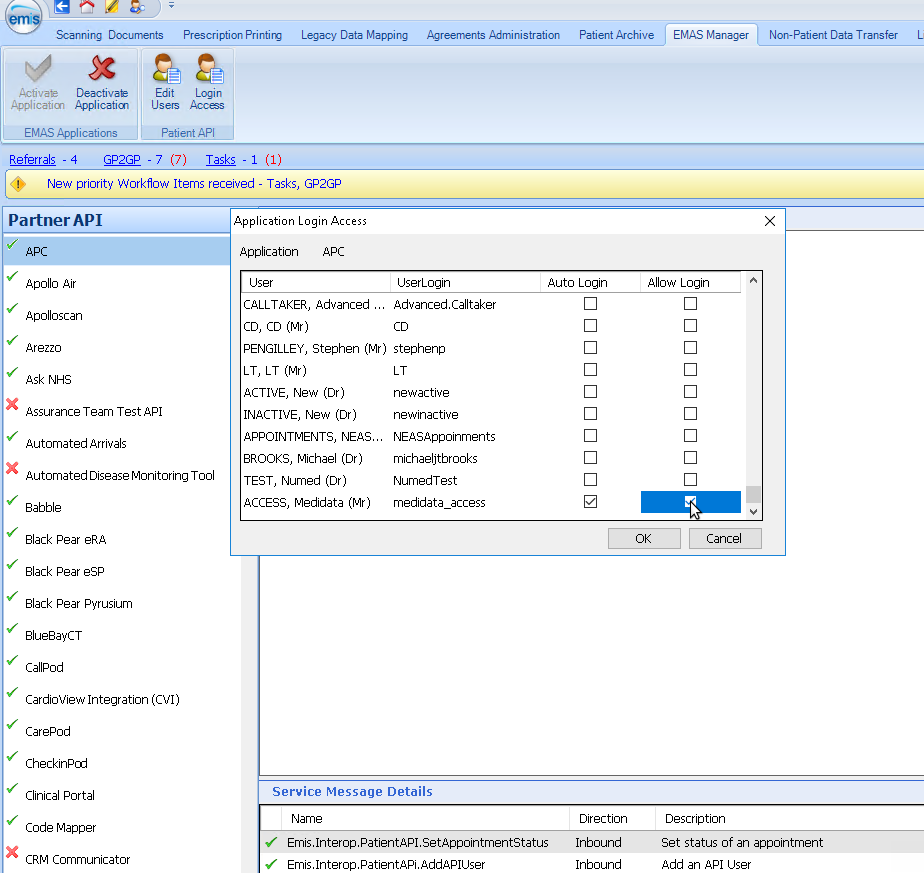 emis
Scanning Documents Prescription Printing Legacy Data Mapping Agreements Administration Patient Archive EMAS Manager Non-Patient Data Transfer
Activate Application Deactivate Application Edit Users Login Access
EMAS Applications Patient API
Referrals - 4 GP2GP - 7 (7) Tasks - 1 (1)
New priority Workflow Items received - Tasks, GP2GP
Partner API
APC
Apollo Air
Apolloscan
Arezzo
Ask NHS
Assurance Team Test API
Automated Arrivals
Automated Disease Monitoring Tool
Babble
Black Pear eRA
Black Pear eSP
Black Pear Pyrusium
BlueBayCT
CallPod
CardioView Integration (CVI)
CarePod
CheckinPod
Clinical Portal
Code Mapper
CRM Communicator
Application Login Access
Application APC
User UserLogin Auto Login Allow Login
CALLTAKER, Advanced ... Advanced.Calltaker
CD, CD (Mr) CD
PENGILLEY, Stephen (Mr) stephenp
LT, LT (Mr) LT
ACTIVE, New (Dr) newactive
INACTIVE, New (Dr) newinactive
APPOINTMENTS, NEAS... NEASAppoinments
BROOKS, Michael (Dr) michaeljtbrooks
TEST, Numed (Dr) NumedTest
ACCESS, Medidata (Mr) medidata_access
OK Cancel
Service Message Details
Name Direction Description
Emis.Interop.PatientAPI.SetAppointmentStatus Inbound Set status of an appointment
Emis.Interop.PatientAPi.AddAPIUser Inbound Add an API User